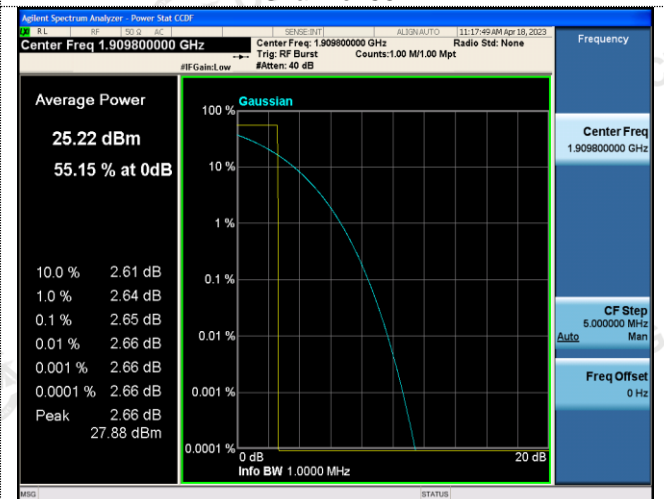 Agilent Spectrum Analyzer - Power Stat CCDF
RL RF 50 Ω AC SENSE:INT ALIGN AUTO 11:17:49 AM Apr 18, 2023
Center Freq 1.909800000 GHz
Center Freq: 1.909800000 GHz Radio Std: None
Trig: RF Burst Counts:1.00 M/1.00 Mpt
#IFGain:Low #Atten: 40 dB
Frequency
Center Freq
1.909800000 GHz
CF Step
5.000000 MHz
Auto Man
Freq Offset
0 Hz
Average Power
25.22 dBm
55.15 % at 0dB
10.0 % 2.61 dB
1.0 % 2.64 dB
0.1 % 2.65 dB
0.01 % 2.66 dB
0.001 % 2.66 dB
0.0001 % 2.66 dB
Peak 2.66 dB
27.88 dBm
Gaussian
100 %
10 %
1 %
0.1 %
0.01 %
0.001 %
0.0001 %
0 dB 20 dB
Info BW 1.0000 MHz
MSG STATUS